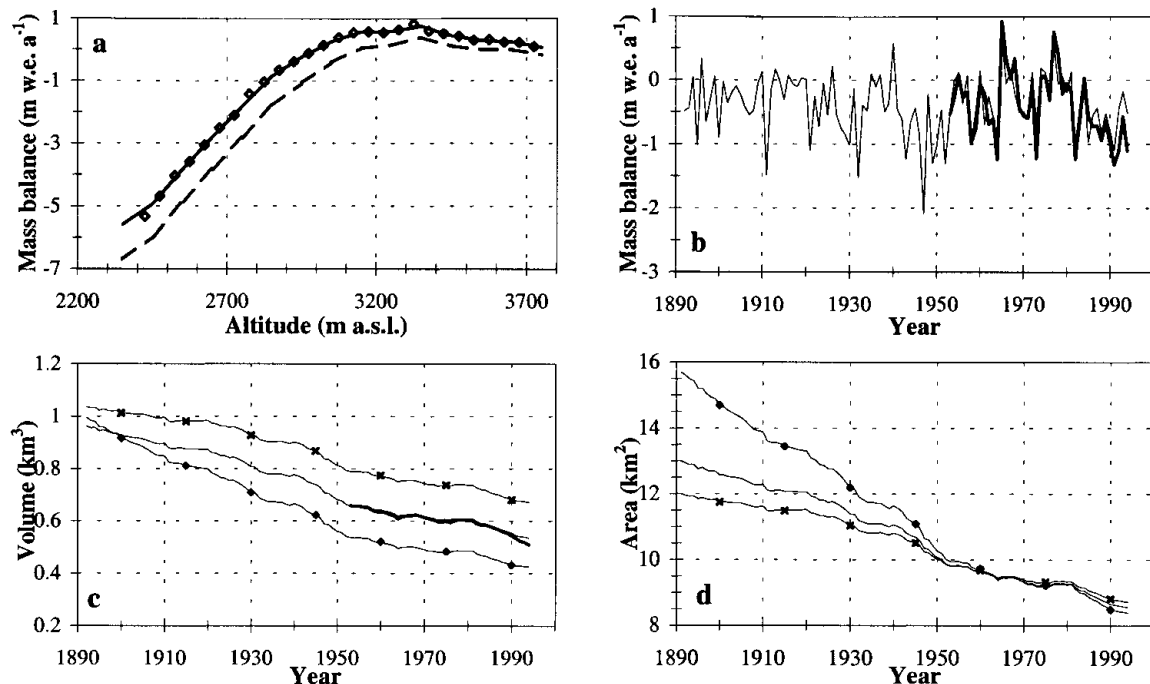 a
Mass balance (m w.e. a-1)
1
-1
-3
-5
-7
2200 2700 3200 3700
Altitude (m a.s.l.)
b
Mass balance (m w.e. a-1)
1
0
-1
-2
-3
1890 1910 1930 1950 1970 1990
Year
c
Volume (km3)
1.2
1
0.8
0.6
0.4
0.2
1890 1910 1930 1950 1970 1990
Year
d
Area (km2)
16
14
12
10
8
1890 1910 1930 1950 1970 1990
Year